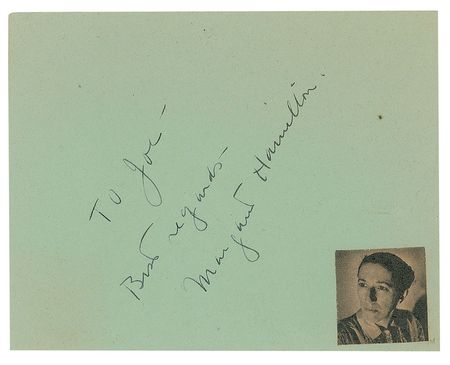 To Joe -
Best regards -
Margaret Hamilton.